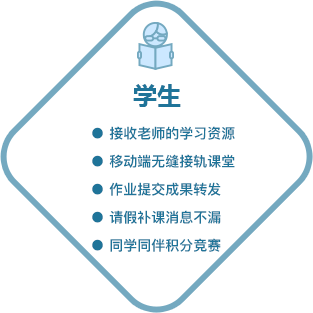 学生
● 接收老师的学习资源
● 移动端无缝接轨课堂
● 作业提交成果转发
● 请假补课消息不漏
● 同学同伴积分竞赛